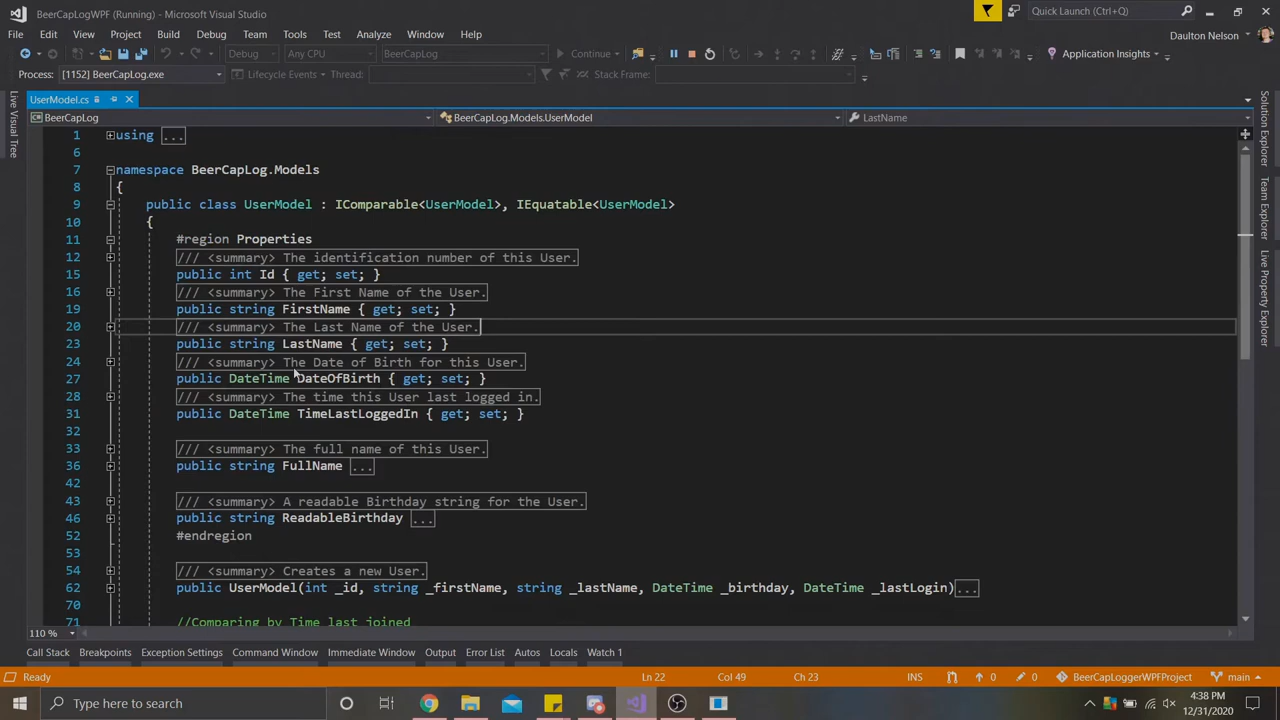 BeerCapLogWPF (Running) - Microsoft Visual Studio
Quick Launch (Ctrl+Q)
File Edit View Project Build Debug Team Tools Test Analyze Window Help
Daulton Nelson
Debug Any CPU BeerCapLog Continue Application Insights
Process: [1152] BeerCapLog.exe Lifecycle Events Thread: Stack Frame:
UserModel.cs
BeerCapLog BeerCapLog.Models.UserModel LastName
Live Visual Tree
Solution Explorer
Team Explorer
Live Property Explorer
1 using ...
6
7 namespace BeerCapLog.Models
8 {
9 public class UserModel : IComparable<UserModel>, IEquatable<UserModel>
10 {
11 #region Properties
12 /// <summary> The identification number of this User.
15 public int Id { get; set; }
16 /// <summary> The First Name of the User.
19 public string FirstName { get; set; }
20 /// <summary> The Last Name of the User.
23 public string LastName { get; set; }
24 /// <summary> The Date of Birth for this User.
27 public DateTime DateOfBirth { get; set; }
28 /// <summary> The time this User last logged in.
31 public DateTime TimeLastLoggedIn { get; set; }
32
33 /// <summary> The full name of this User.
36 public string FullName ...
42
43 /// <summary> A readable Birthday string for the User.
46 public string ReadableBirthday ...
52 #endregion
53
54 /// <summary> Creates a new User.
62 public UserModel(int _id, string _firstName, string _lastName, DateTime _birthday, DateTime _lastLogin)...
70
71 //Comparing by Time last joined
110 %
Call Stack Breakpoints Exception Settings Command Window Immediate Window Output Error List Autos Locals Watch 1
Ready Ln 22 Col 49 Ch 23 INS 0 0 BeerCapLoggerWPFProject main
Type here to search
4:38 PM
12/31/2020